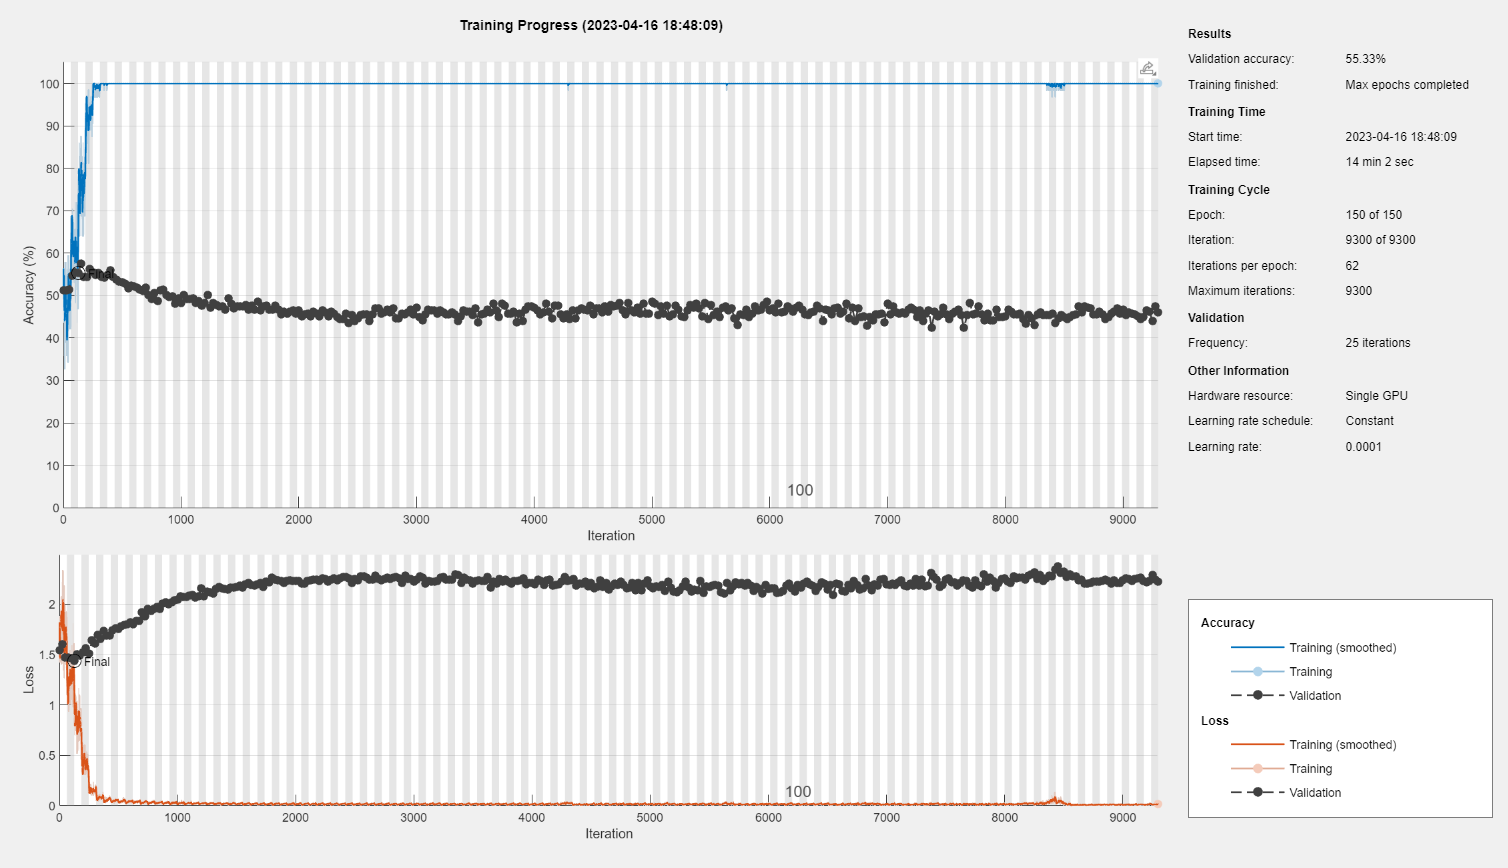 Training Progress (2023-04-16 18:48:09)
Accuracy (%)
100
90
80
70
60
50
40
30
20
10
0
Final
100
0
1000
2000
3000
4000
5000
6000
7000
8000
9000
Iteration
Loss
2
1.5
1
0.5
0
Final
100
0
1000
2000
3000
4000
5000
6000
7000
8000
9000
Iteration
Results
Validation accuracy: 55.33%
Training finished: Max epochs completed
Training Time
Start time: 2023-04-16 18:48:09
Elapsed time: 14 min 2 sec
Training Cycle
Epoch: 150 of 150
Iteration: 9300 of 9300
Iterations per epoch: 62
Maximum iterations: 9300
Validation
Frequency: 25 iterations
Other Information
Hardware resource: Single GPU
Learning rate schedule: Constant
Learning rate: 0.0001
Accuracy
Training (smoothed)
Training
Validation
Loss
Training (smoothed)
Training
Validation